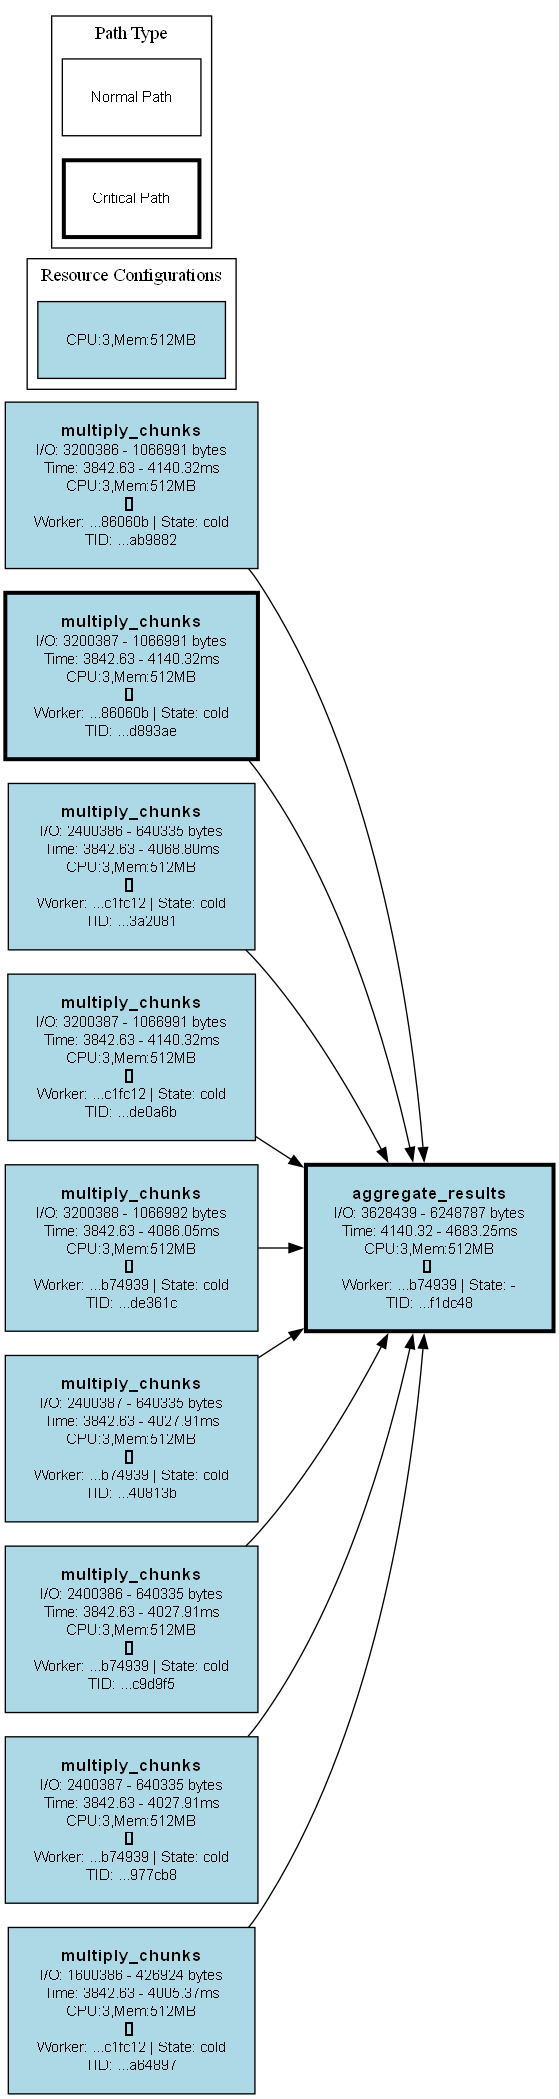 Path Type
Normal Path
Critical Path
Resource Configurations
CPU:3,Mem:512MB
multiply_chunks
I/O: 3200386 - 1066991 bytes
Time: 3842.63 - 4140.32ms
CPU:3,Mem:512MB
[]
Worker: ...86060b | State: cold
TID: ...ab9882
multiply_chunks
I/O: 3200387 - 1066991 bytes
Time: 3842.63 - 4140.32ms
CPU:3,Mem:512MB
[]
Worker: ...86060b | State: cold
TID: ...d893ae
multiply_chunks
I/O: 2400386 - 640335 bytes
Time: 3842.63 - 4068.80ms
CPU:3,Mem:512MB
[]
Worker: ...c1fc12 | State: cold
TID: ...3a2081
multiply_chunks
I/O: 3200387 - 1066991 bytes
Time: 3842.63 - 4140.32ms
CPU:3,Mem:512MB
[]
Worker: ...c1fc12 | State: cold
TID: ...de0a6b
multiply_chunks
I/O: 3200388 - 1066992 bytes
Time: 3842.63 - 4086.05ms
CPU:3,Mem:512MB
[]
Worker: ...b74939 | State: cold
TID: ...de361c
aggregate_results
I/O: 3628439 - 6248787 bytes
Time: 4140.32 - 4683.25ms
CPU:3,Mem:512MB
[]
Worker: ...b74939 | State: -
TID: ...f1dc48
multiply_chunks
I/O: 2400387 - 640335 bytes
Time: 3842.63 - 4027.91ms
CPU:3,Mem:512MB
[]
Worker: ...b74939 | State: cold
TID: ...40813b
multiply_chunks
I/O: 2400386 - 640335 bytes
Time: 3842.63 - 4027.91ms
CPU:3,Mem:512MB
[]
Worker: ...b74939 | State: cold
TID: ...c9d9f5
multiply_chunks
I/O: 2400387 - 640335 bytes
Time: 3842.63 - 4027.91ms
CPU:3,Mem:512MB
[]
Worker: ...b74939 | State: cold
TID: ...977cb8
multiply_chunks
I/O: 1600386 - 426924 bytes
Time: 3842.63 - 4005.37ms
CPU:3,Mem:512MB
[]
Worker: ...c1fc12 | State: cold
TID: ...a64897